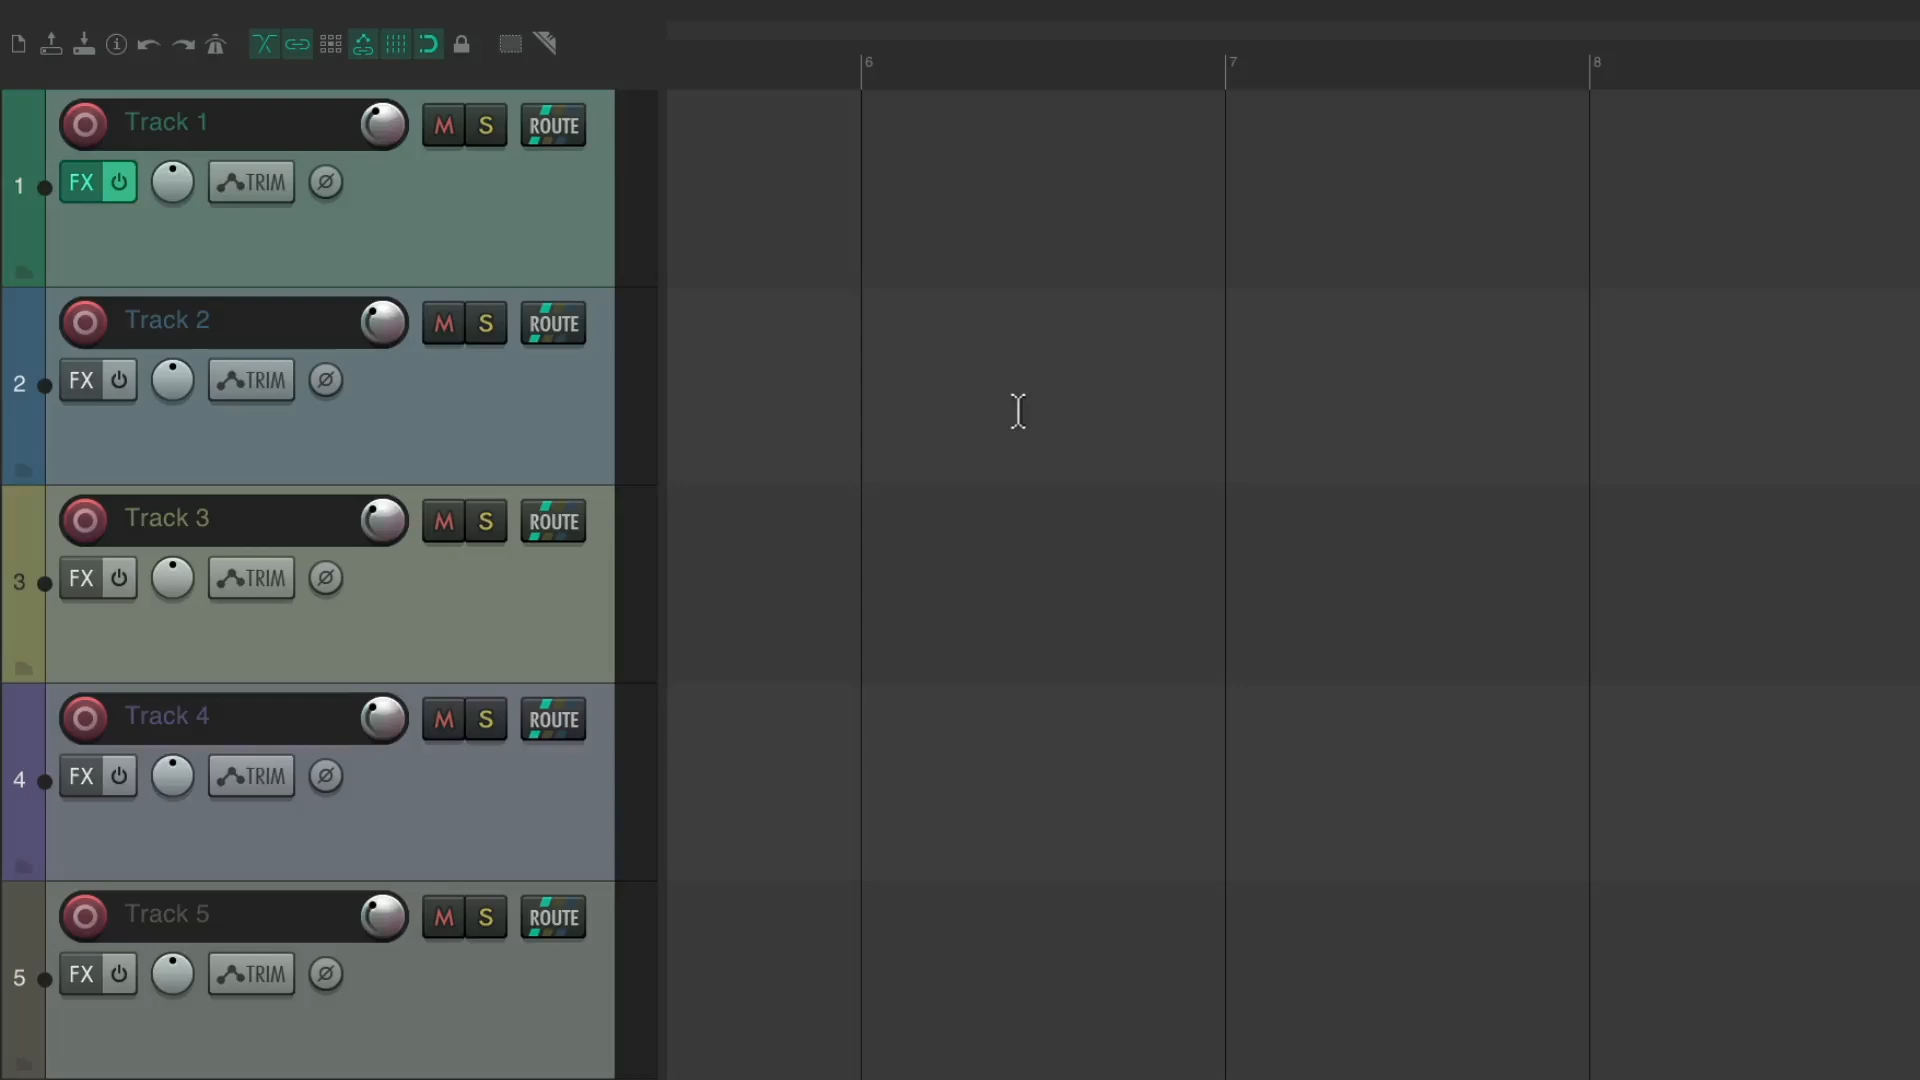 6 7 8
Track 1 M S ROUTE
1 FX TRIM
Track 2 M S ROUTE
2 FX TRIM
Track 3 M S ROUTE
3 FX TRIM
Track 4 M S ROUTE
4 FX TRIM
Track 5 M S ROUTE
5 FX TRIM